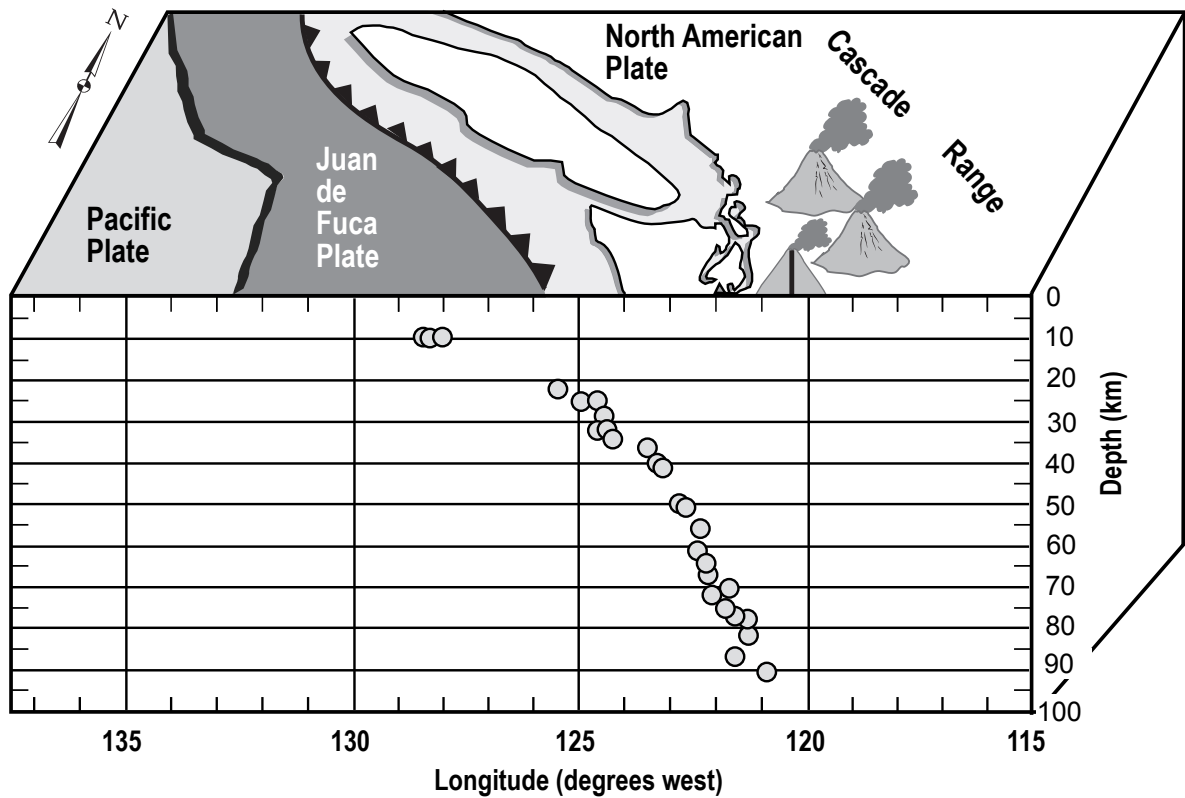 N
North American
Plate
Cascade
Range
Juan
de
Fuca
Plate
Pacific
Plate
0
10
20
30
40
50
60
70
80
90
100
Depth (km)
135
130
125
120
115
Longitude (degrees west)